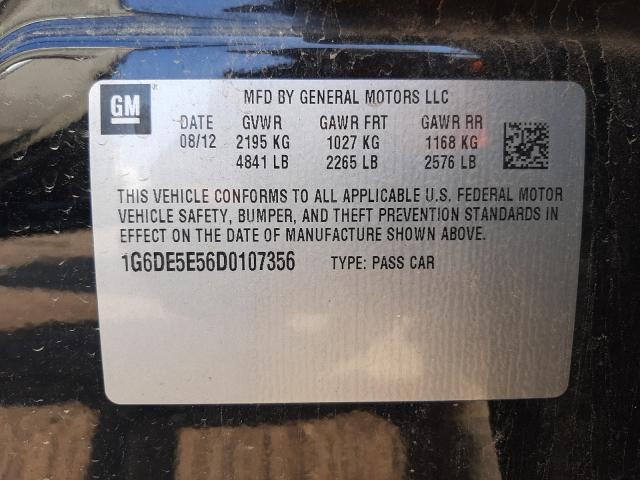 GM
MFD BY GENERAL MOTORS LLC
DATE GVWR GAWR FRT GAWR RR
08/12 2195 KG 1027 KG 1168 KG
4841 LB 2265 LB 2576 LB
THIS VEHICLE CONFORMS TO ALL APPLICABLE U.S. FEDERAL MOTOR
VEHICLE SAFETY, BUMPER, AND THEFT PREVENTION STANDARDS IN
EFFECT ON THE DATE OF MANUFACTURE SHOWN ABOVE.
1G6DE5E56D0107356 TYPE: PASS CAR